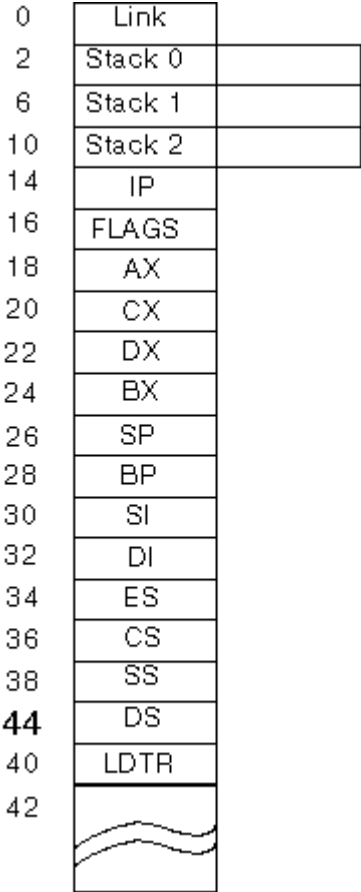 0 Link
2 Stack 0
6 Stack 1
10 Stack 2
14 IP
16 FLAGS
18 AX
20 CX
22 DX
24 BX
26 SP
28 BP
30 SI
32 DI
34 ES
36 CS
38 SS
44 DS
40 LDTR
42